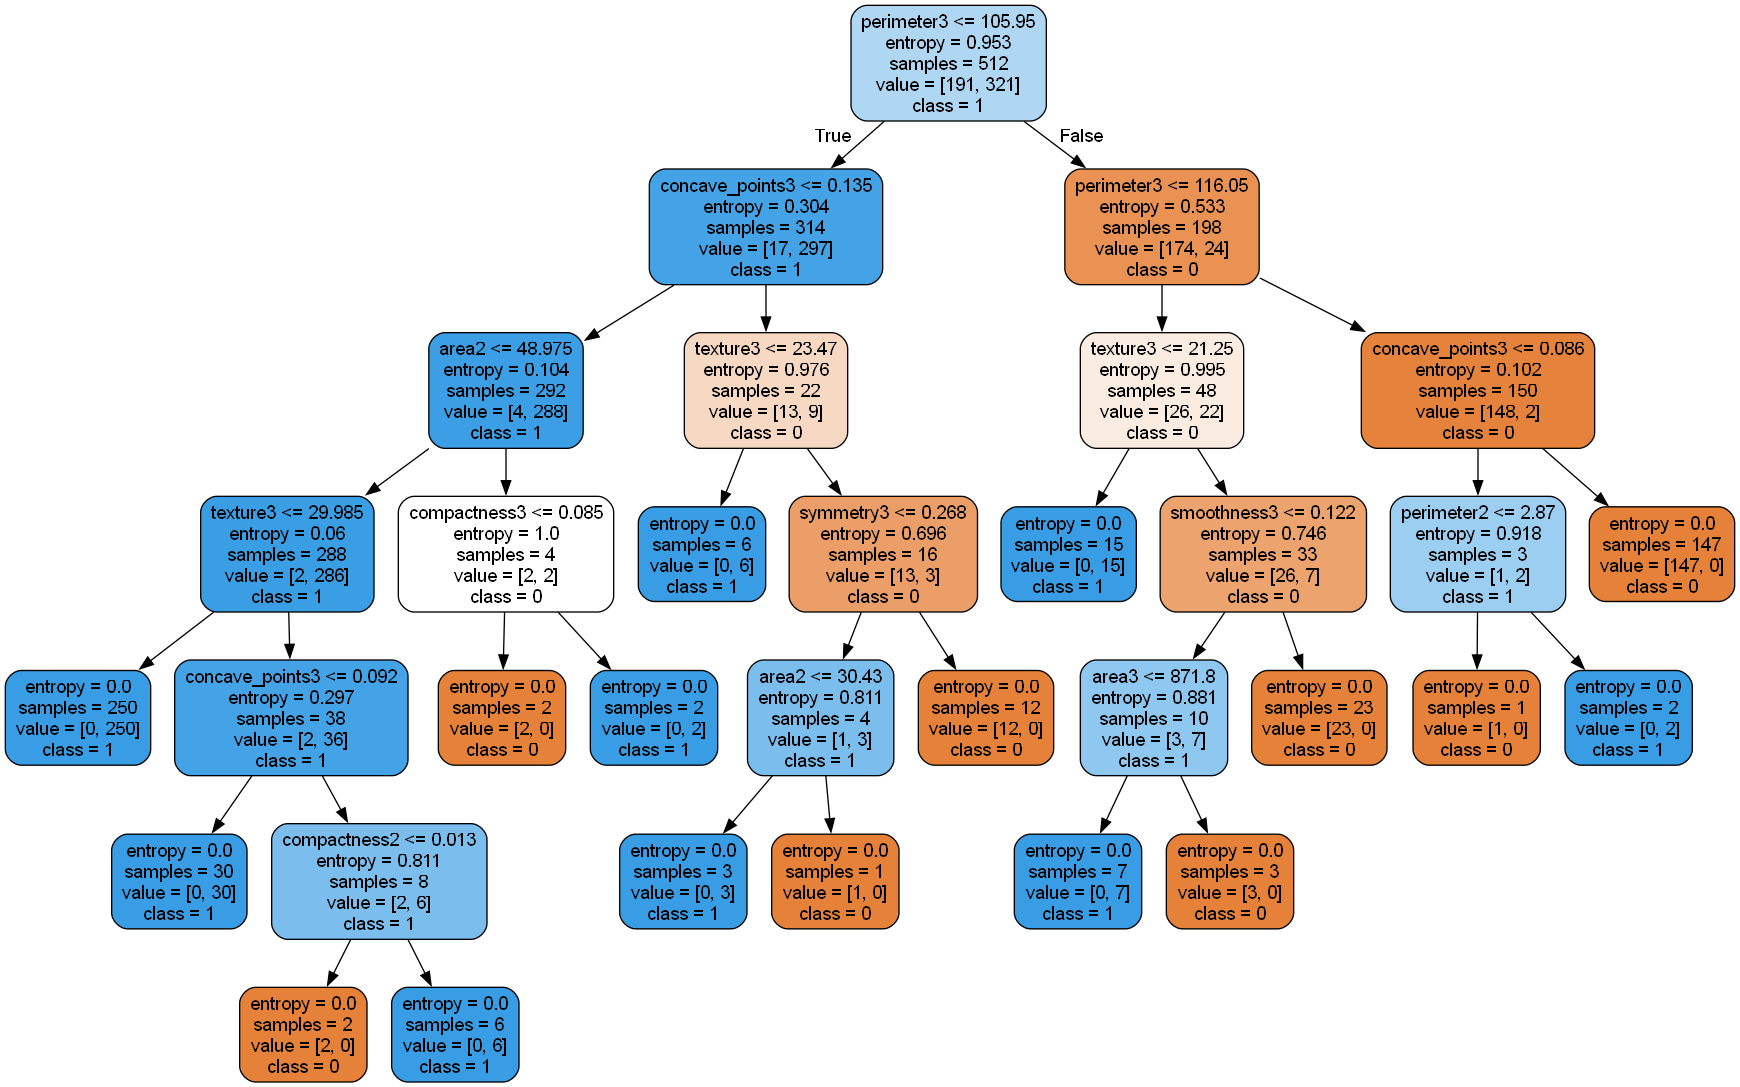 perimeter3 <= 105.95
entropy = 0.953
samples = 512
value = [191, 321]
class = 1
True
False
concave_points3 <= 0.135
entropy = 0.304
samples = 314
value = [17, 297]
class = 1
perimeter3 <= 116.05
entropy = 0.533
samples = 198
value = [174, 24]
class = 0
area2 <= 48.975
entropy = 0.104
samples = 292
value = [4, 288]
class = 1
texture3 <= 23.47
entropy = 0.976
samples = 22
value = [13, 9]
class = 0
texture3 <= 21.25
entropy = 0.995
samples = 48
value = [26, 22]
class = 0
concave_points3 <= 0.086
entropy = 0.102
samples = 150
value = [148, 2]
class = 0
texture3 <= 29.985
entropy = 0.06
samples = 288
value = [2, 286]
class = 1
compactness3 <= 0.085
entropy = 1.0
samples = 4
value = [2, 2]
class = 0
entropy = 0.0
samples = 6
value = [0, 6]
class = 1
symmetry3 <= 0.268
entropy = 0.696
samples = 16
value = [13, 3]
class = 0
entropy = 0.0
samples = 15
value = [0, 15]
class = 1
smoothness3 <= 0.122
entropy = 0.746
samples = 33
value = [26, 7]
class = 0
perimeter2 <= 2.87
entropy = 0.918
samples = 3
value = [1, 2]
class = 1
entropy = 0.0
samples = 147
value = [147, 0]
class = 0
entropy = 0.0
samples = 250
value = [0, 250]
class = 1
concave_points3 <= 0.092
entropy = 0.297
samples = 38
value = [2, 36]
class = 1
entropy = 0.0
samples = 2
value = [2, 0]
class = 0
entropy = 0.0
samples = 2
value = [0, 2]
class = 1
area2 <= 30.43
entropy = 0.811
samples = 4
value = [1, 3]
class = 1
entropy = 0.0
samples = 12
value = [12, 0]
class = 0
area3 <= 871.8
entropy = 0.881
samples = 10
value = [3, 7]
class = 1
entropy = 0.0
samples = 23
value = [23, 0]
class = 0
entropy = 0.0
samples = 1
value = [1, 0]
class = 0
entropy = 0.0
samples = 2
value = [0, 2]
class = 1
entropy = 0.0
samples = 30
value = [0, 30]
class = 1
compactness2 <= 0.013
entropy = 0.811
samples = 8
value = [2, 6]
class = 1
entropy = 0.0
samples = 3
value = [0, 3]
class = 1
entropy = 0.0
samples = 1
value = [1, 0]
class = 0
entropy = 0.0
samples = 7
value = [0, 7]
class = 1
entropy = 0.0
samples = 3
value = [3, 0]
class = 0
entropy = 0.0
samples = 2
value = [2, 0]
class = 0
entropy = 0.0
samples = 6
value = [0, 6]
class = 1